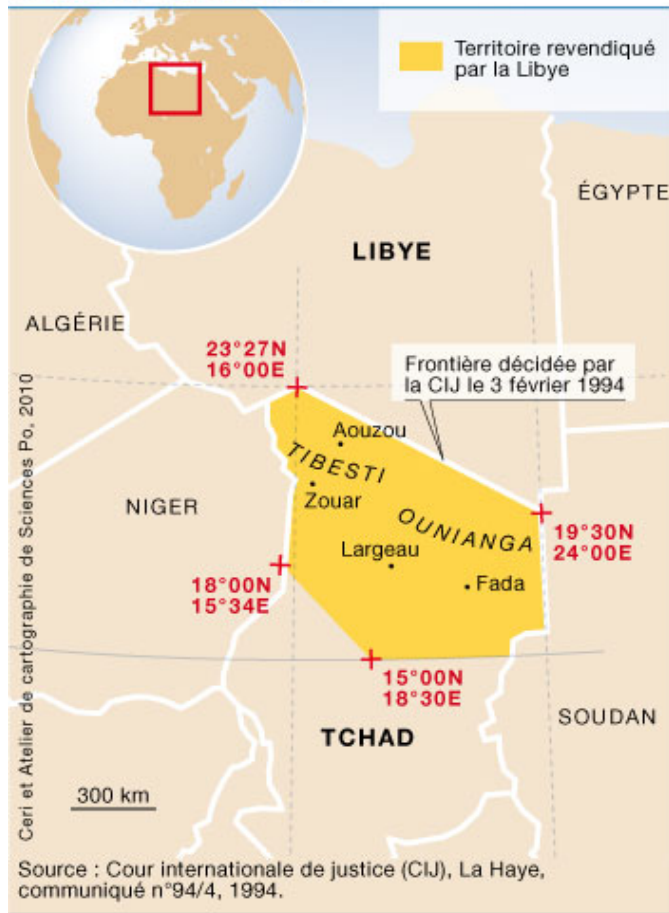 Territoire revendiqué
par la Libye
ÉGYPTE
LIBYE
ALGÉRIE
23°27N
16°00E
Frontière décidée par
la CIJ le 3 février 1994
Aouzou
TIBESTI
Zouar
NIGER
OUNIANGA
19°30N
24°00E
Largeau
Fada
18°00N
15°34E
15°00N
18°30E
SOUDAN
TCHAD
300 km
Ceri et Atelier de cartographie de Sciences Po, 2010
Source : Cour internationale de justice (CIJ), La Haye,
communiqué n°94/4, 1994.